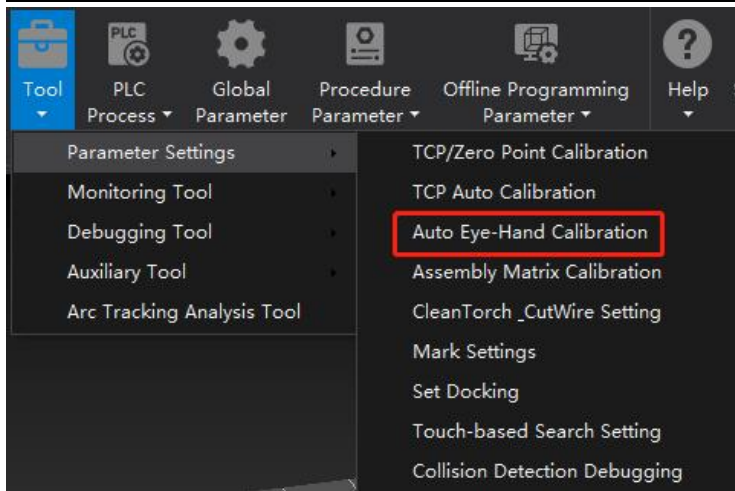 PLC
Tool
PLC
Process
Global
Parameter
Procedure
Parameter
Offline Programming
Parameter
Help
Parameter Settings
Monitoring Tool
Debugging Tool
Auxiliary Tool
Arc Tracking Analysis Tool
TCP/Zero Point Calibration
TCP Auto Calibration
Auto Eye-Hand Calibration
Assembly Matrix Calibration
CleanTorch _CutWire Setting
Mark Settings
Set Docking
Touch-based Search Setting
Collision Detection Debugging